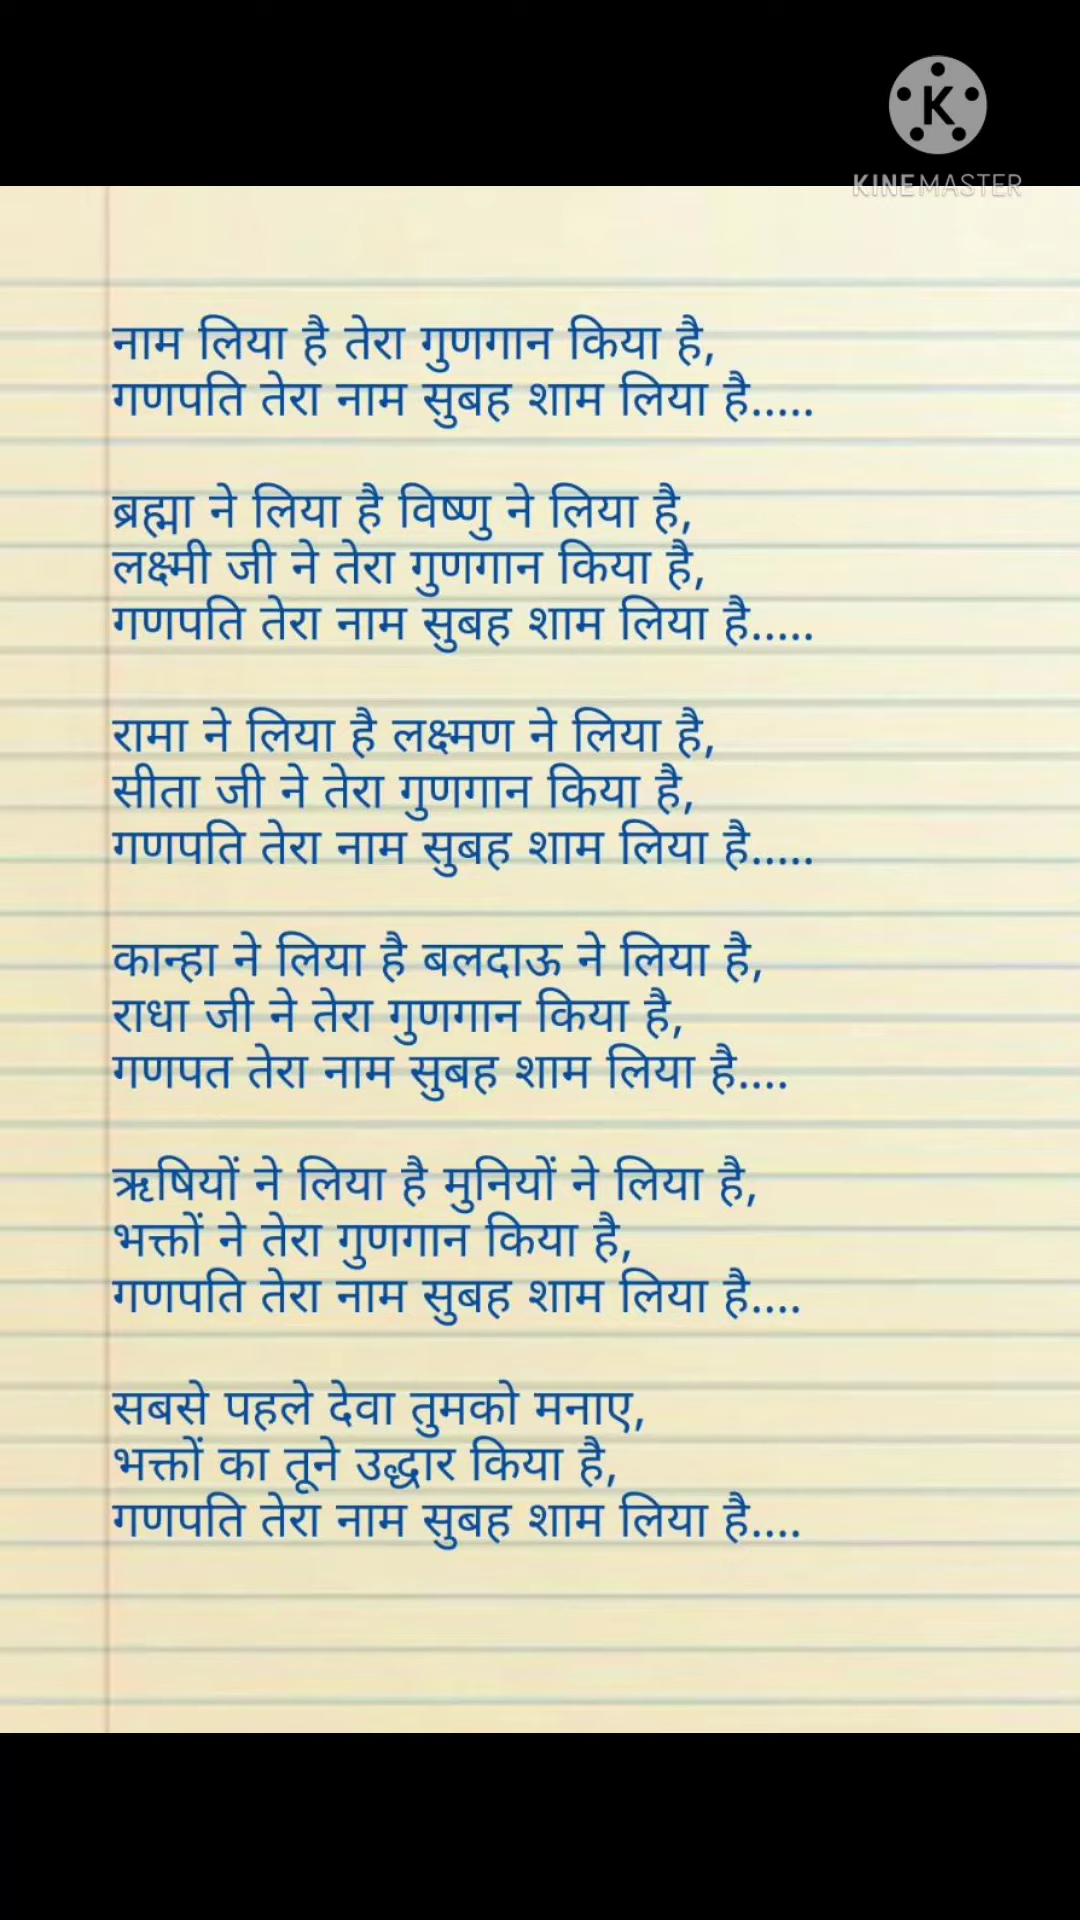 KINEMASTER
नाम लिया है तेरा गुणगान किया है,
गणपति तेरा नाम सुबह शाम लिया है.....
ब्रह्मा ने लिया है विष्णु ने लिया है,
लक्ष्मी जी ने तेरा गुणगान किया है,
गणपति तेरा नाम सुबह शाम लिया है.....
रामा ने लिया है लक्ष्मण ने लिया है,
सीता जी ने तेरा गुणगान किया है,
गणपति तेरा नाम सुबह शाम लिया है.....
कान्हा ने लिया है बलदाऊ ने लिया है,
राधा जी ने तेरा गुणगान किया है,
गणपत तेरा नाम सुबह शाम लिया है....
ऋषियों ने लिया है मुनियों ने लिया है,
भक्तों ने तेरा गुणगान किया है,
गणपति तेरा नाम सुबह शाम लिया है....
सबसे पहले देवा तुमको मनाए,
भक्तों का तूने उद्धार किया है,
गणपति तेरा नाम सुबह शाम लिया है....